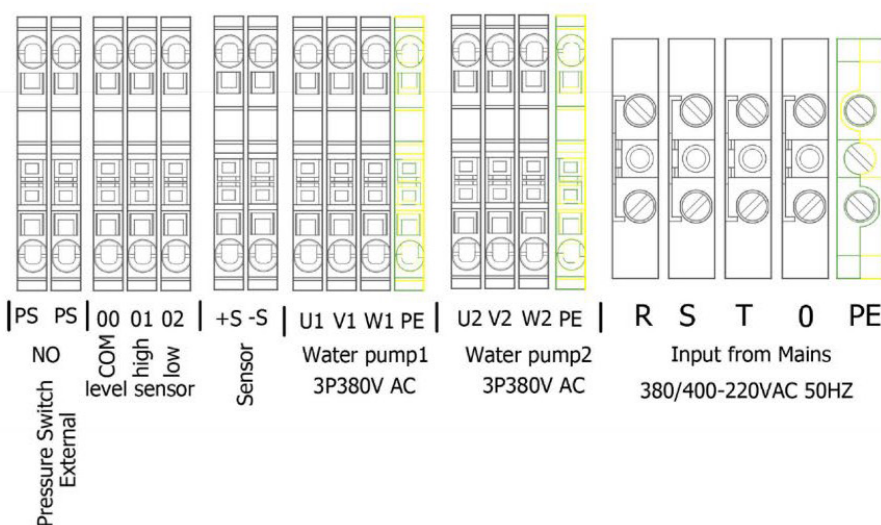 PS PS 00 01 02 +S -S U1 V1 W1 PE U2 V2 W2 PE R S T 0 PE
NO
Pressure Switch
External
COM
high
low
level sensor
Sensor
Water pump1
3P380V AC
Water pump2
3P380V AC
Input from Mains
380/400-220VAC 50HZ